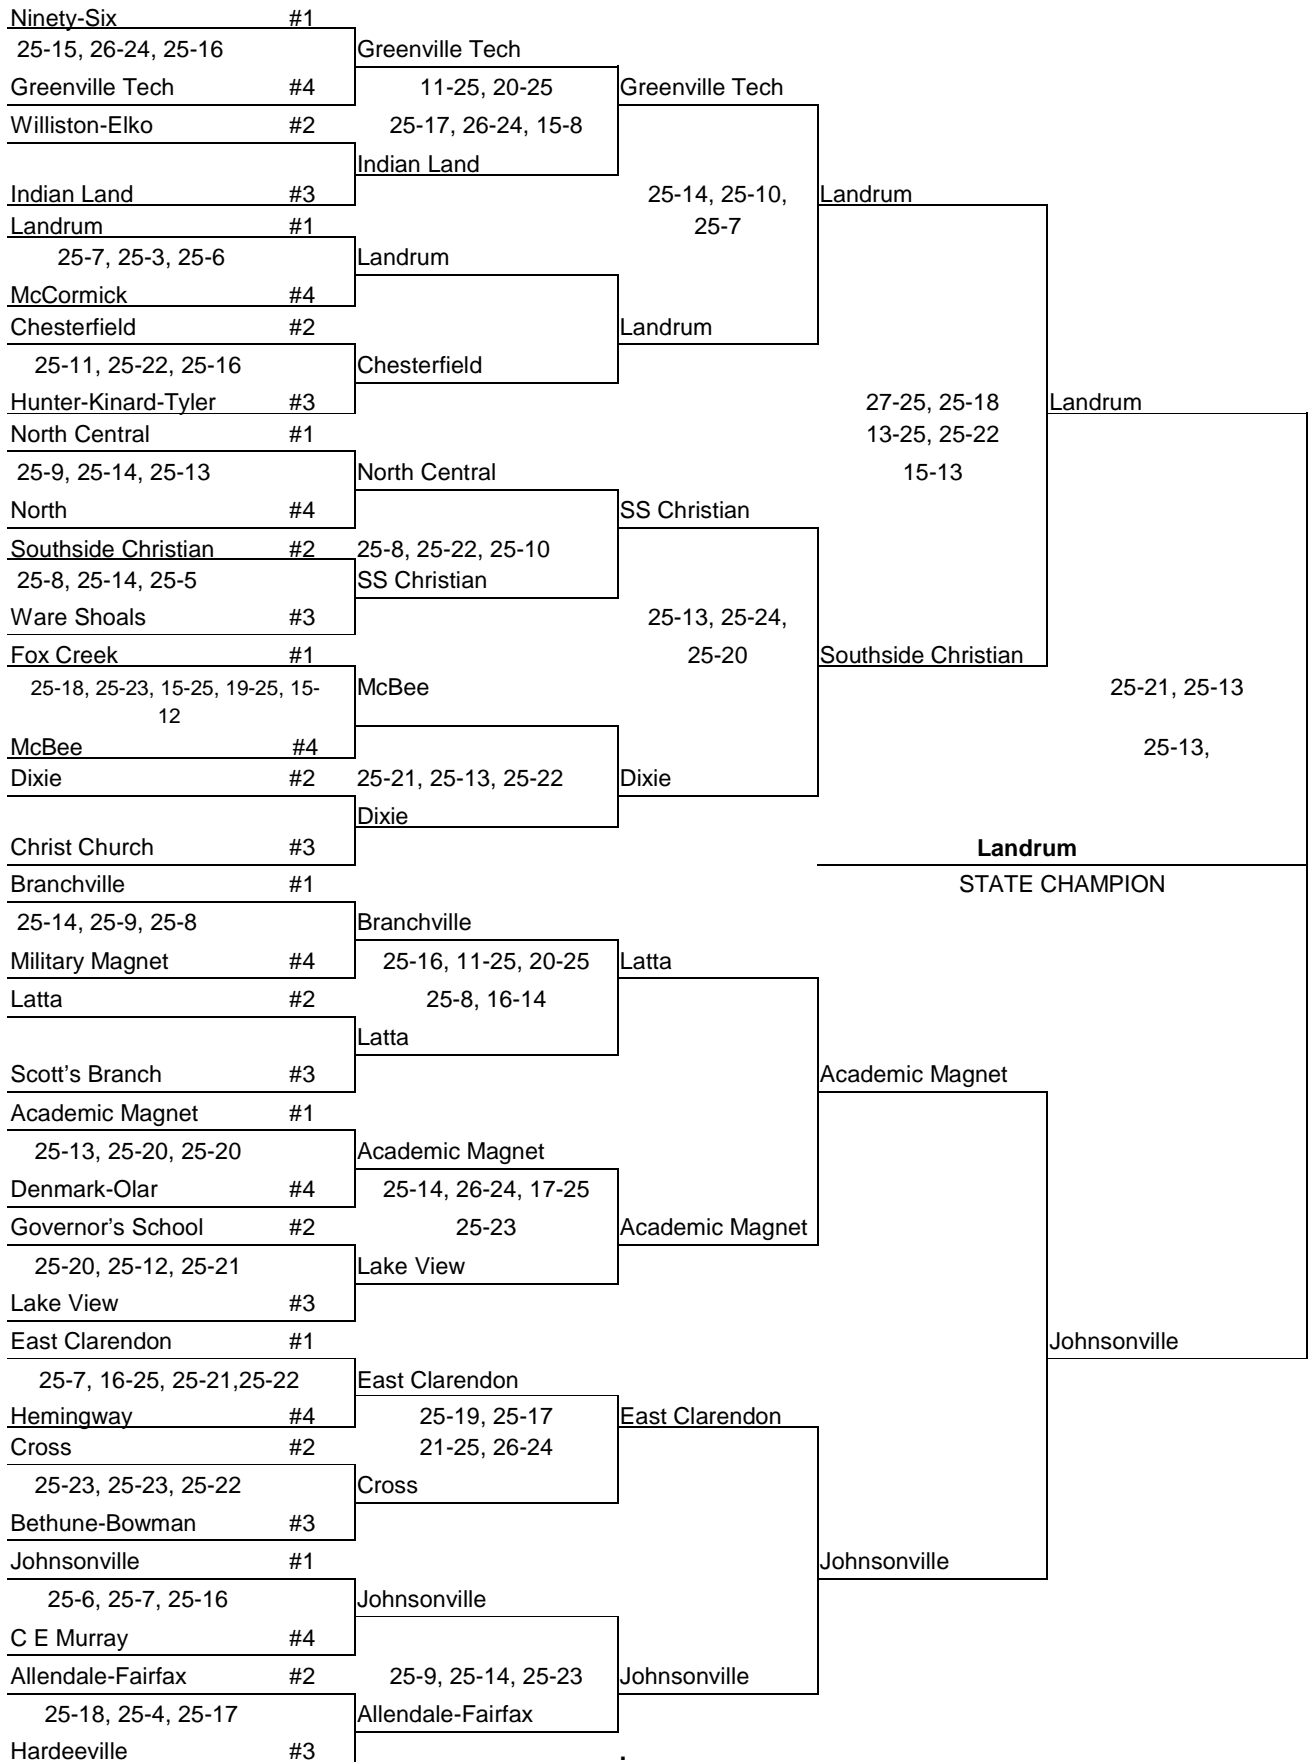 Ninety-Six #1
25-15, 26-24, 25-16 Greenville Tech
Greenville Tech #4 11-25, 20-25 Greenville Tech
Williston-Elko #2 25-17, 26-24, 15-8
Indian Land
Indian Land #3 25-14, 25-10, Landrum
Landrum #1 25-7
25-7, 25-3, 25-6 Landrum
McCormick #4
Chesterfield #2 Landrum
25-11, 25-22, 25-16 Chesterfield
Hunter-Kinard-Tyler #3 27-25, 25-18 Landrum
North Central #1 13-25, 25-22
25-9, 25-14, 25-13 North Central 15-13
North #4 SS Christian
Southside Christian #2 25-8, 25-22, 25-10
25-8, 25-14, 25-5 SS Christian
Ware Shoals #3 25-13, 25-24,
Fox Creek #1 25-20 Southside Christian
25-18, 25-23, 15-25, 19-25, 15- McBee 25-21, 25-13
12
McBee #4 25-13,
Dixie #2 25-21, 25-13, 25-22 Dixie
Dixie
Christ Church #3 Landrum
Branchville #1 STATE CHAMPION
25-14, 25-9, 25-8 Branchville
Military Magnet #4 25-16, 11-25, 20-25 Latta
Latta #2 25-8, 16-14
Latta
Scott's Branch #3 Academic Magnet
Academic Magnet #1
25-13, 25-20, 25-20 Academic Magnet
Denmark-Olar #4 25-14, 26-24, 17-25
Governor's School #2 25-23 Academic Magnet
25-20, 25-12, 25-21 Lake View
Lake View #3
East Clarendon #1 Johnsonville
25-7, 16-25, 25-21,25-22 East Clarendon
Hemingway #4 25-19, 25-17 East Clarendon
Cross #2 21-25, 26-24
25-23, 25-23, 25-22 Cross
Bethune-Bowman #3
Johnsonville #1 Johnsonville
25-6, 25-7, 25-16 Johnsonville
C E Murray #4
Allendale-Fairfax #2 25-9, 25-14, 25-23 Johnsonville
25-18, 25-4, 25-17 Allendale-Fairfax
Hardeeville #3 .